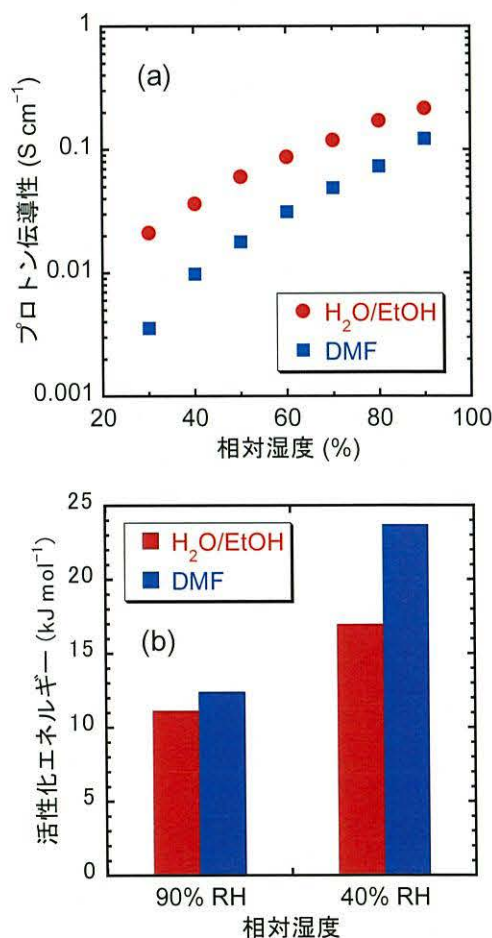 (a)
プロトン伝導性 (S cm⁻¹)
1
0.1
0.01
0.001
H₂O/EtOH
DMF
20 40 60 80 100
相対湿度 (%)
(b)
活性化エネルギー (kJ mol⁻¹)
25
20
15
10
5
0
H₂O/EtOH
DMF
90% RH 40% RH
相対湿度